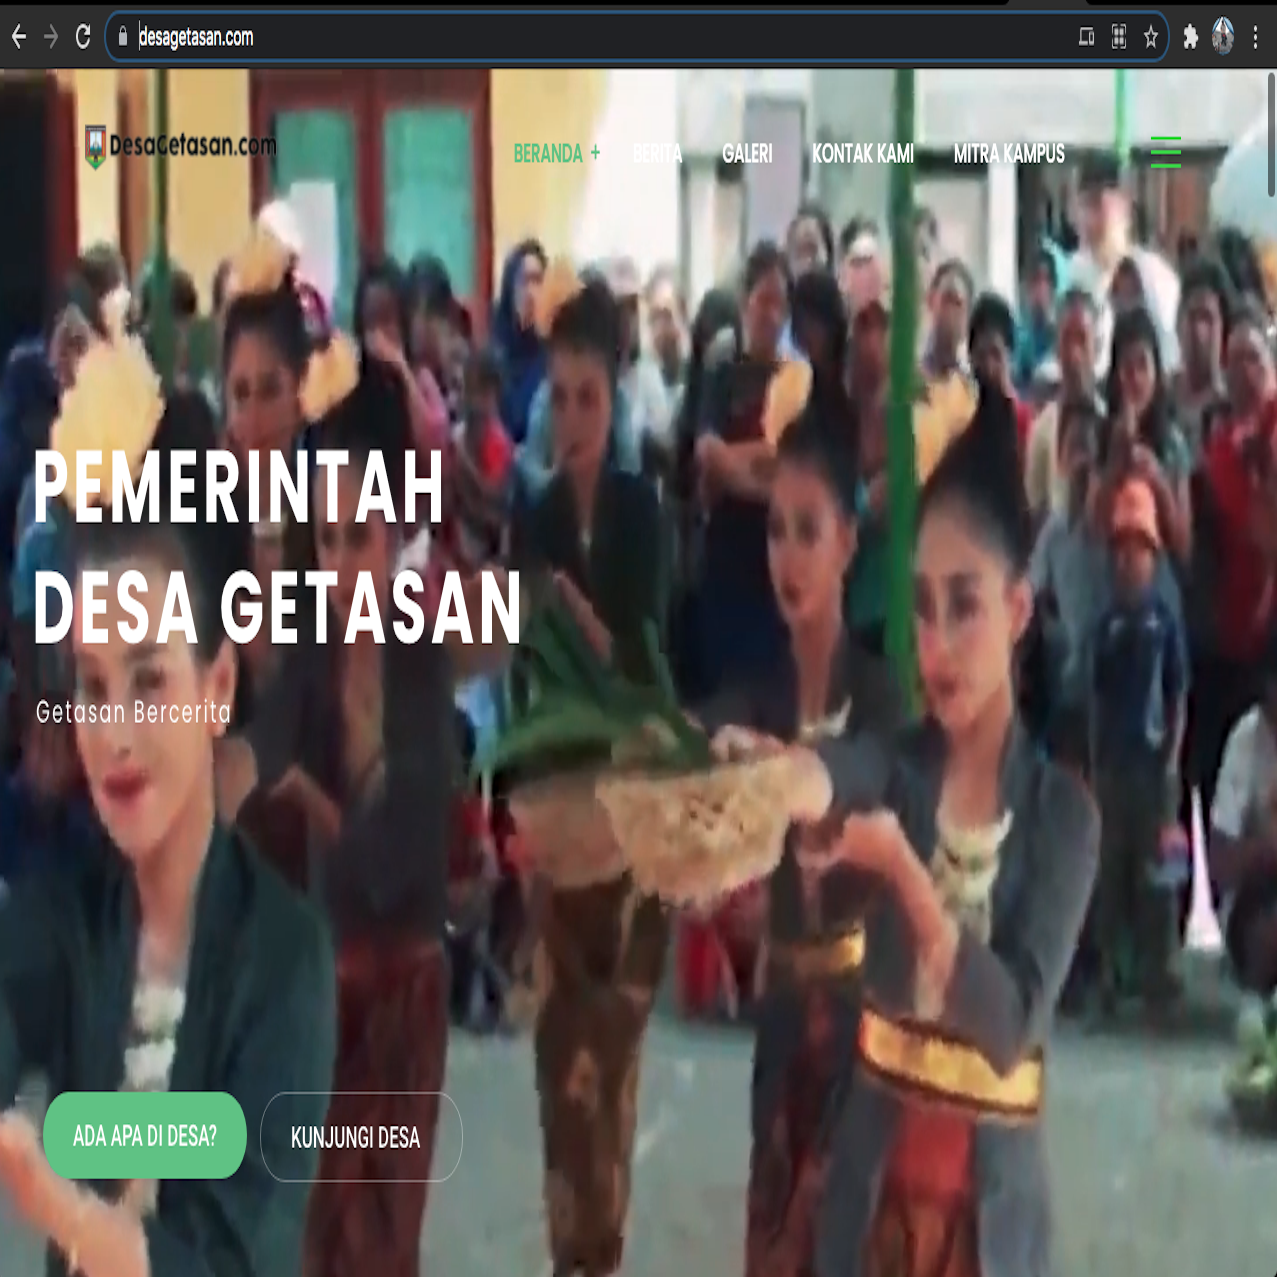 desagetasan.com
DesaGetasan.com
BERANDA + BERITA GALERI KONTAK KAMI MITRA KAMPUS
PEMERINTAH
DESA GETASAN
Getasan Bercerita
ADA APA DI DESA? KUNJUNGI DESA